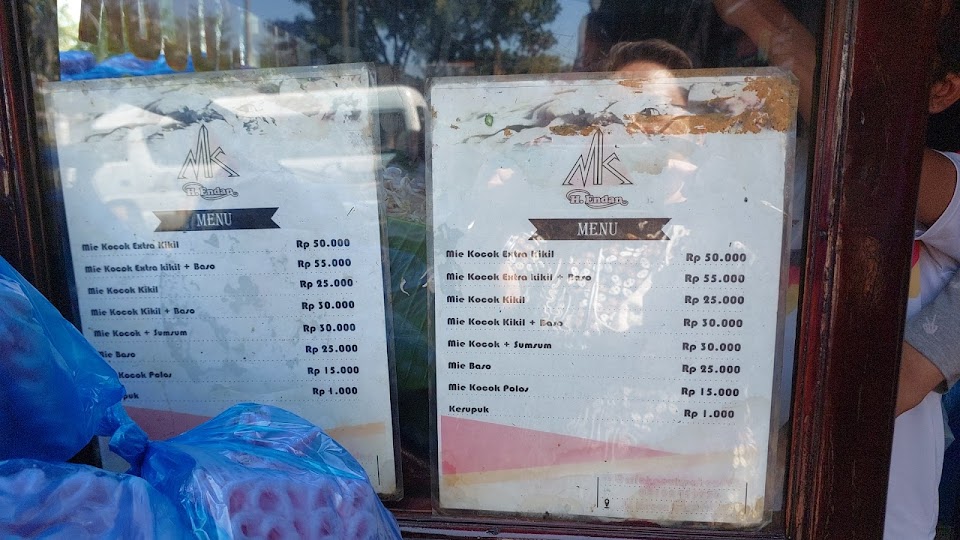 MK
H. Endan
MENU
Mie Kocok Extra Kikil Rp 50.000
Mie Kocok Extra kikil + Baso Rp 55.000
Mie Kocok Kikil Rp 25.000
Mie Kocok Kikil + Baso Rp 30.000
Mie Kocok + Sumsum Rp 30.000
Mie Baso Rp 25.000
Kocok Polos Rp 15.000
puk Rp 1.000
MK
H. Endan
MENU
Mie Kocok Extra kikil Rp 50.000
Mie Kocok Extra kikil + Baso Rp 55.000
Mie Kocok Kikil Rp 25.000
Mie Kocok Kikil + Baso Rp 30.000
Mie Kocok + Sumsum Rp 30.000
Mie Baso Rp 25.000
Mie Kocok Polos Rp 15.000
Kerupuk Rp 1.000